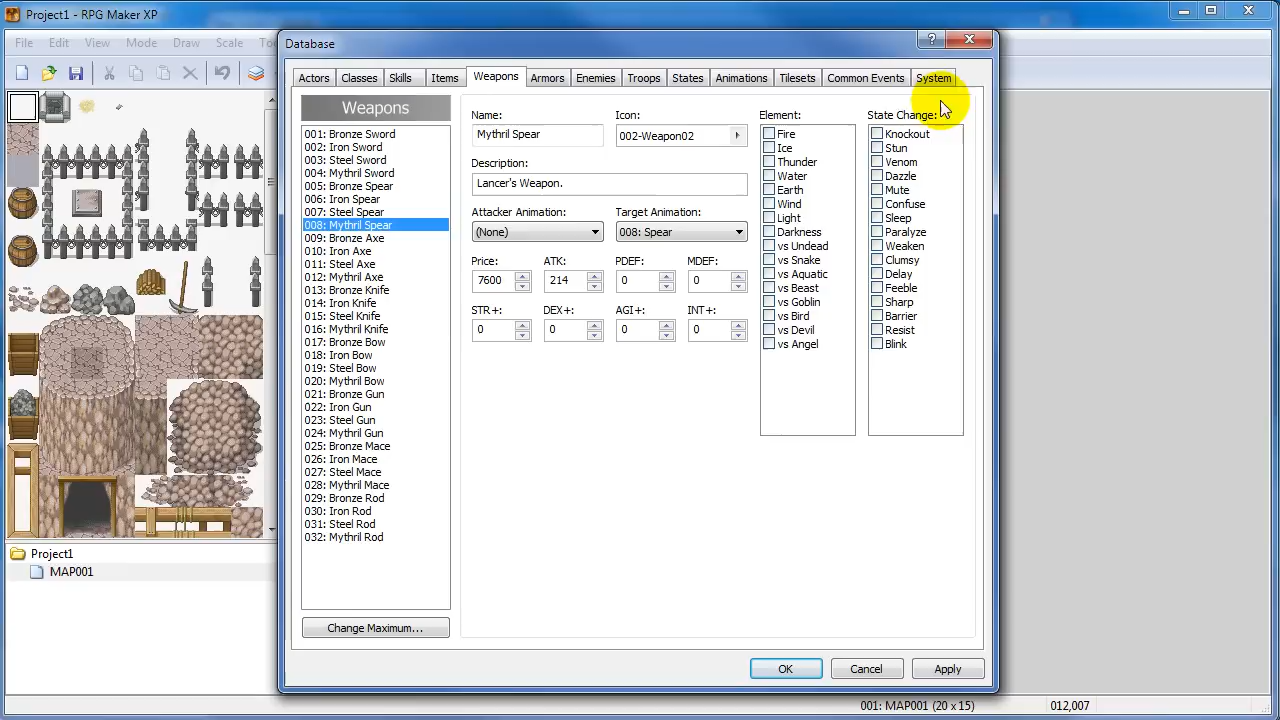 Project1 - RPG Maker XP
File Edit View Mode Draw Scale
Database
Actors Classes Skills Items Weapons Armors Enemies Troops States Animations Tilesets Common Events System
Weapons
001: Bronze Sword
002: Iron Sword
003: Steel Sword
004: Mythril Sword
005: Bronze Spear
006: Iron Spear
007: Steel Spear
008: Mythril Spear
009: Bronze Axe
010: Iron Axe
011: Steel Axe
012: Mythril Axe
013: Bronze Knife
014: Iron Knife
015: Steel Knife
016: Mythril Knife
017: Bronze Bow
018: Iron Bow
019: Steel Bow
020: Mythril Bow
021: Bronze Gun
022: Iron Gun
023: Steel Gun
024: Mythril Gun
025: Bronze Mace
026: Iron Mace
027: Steel Mace
028: Mythril Mace
029: Bronze Rod
030: Iron Rod
031: Steel Rod
032: Mythril Rod
Change Maximum...
Name: Icon:
Mythril Spear 002-Weapon02
Description:
Lancer's Weapon.
Attacker Animation: Target Animation:
(None) 008: Spear
Price: ATK: PDEF: MDEF:
7600 214 0 0
STR+: DEX+: AGI+: INT+:
0 0 0 0
Element:
Fire
Ice
Thunder
Water
Earth
Wind
Light
Darkness
vs Undead
vs Snake
vs Aquatic
vs Beast
vs Goblin
vs Bird
vs Devil
vs Angel
State Change:
Knockout
Stun
Venom
Dazzle
Mute
Confuse
Sleep
Paralyze
Weaken
Clumsy
Delay
Feeble
Sharp
Barrier
Resist
Blink
OK Cancel Apply
Project1
MAP001
001: MAP001 (20 x 15) 012,007